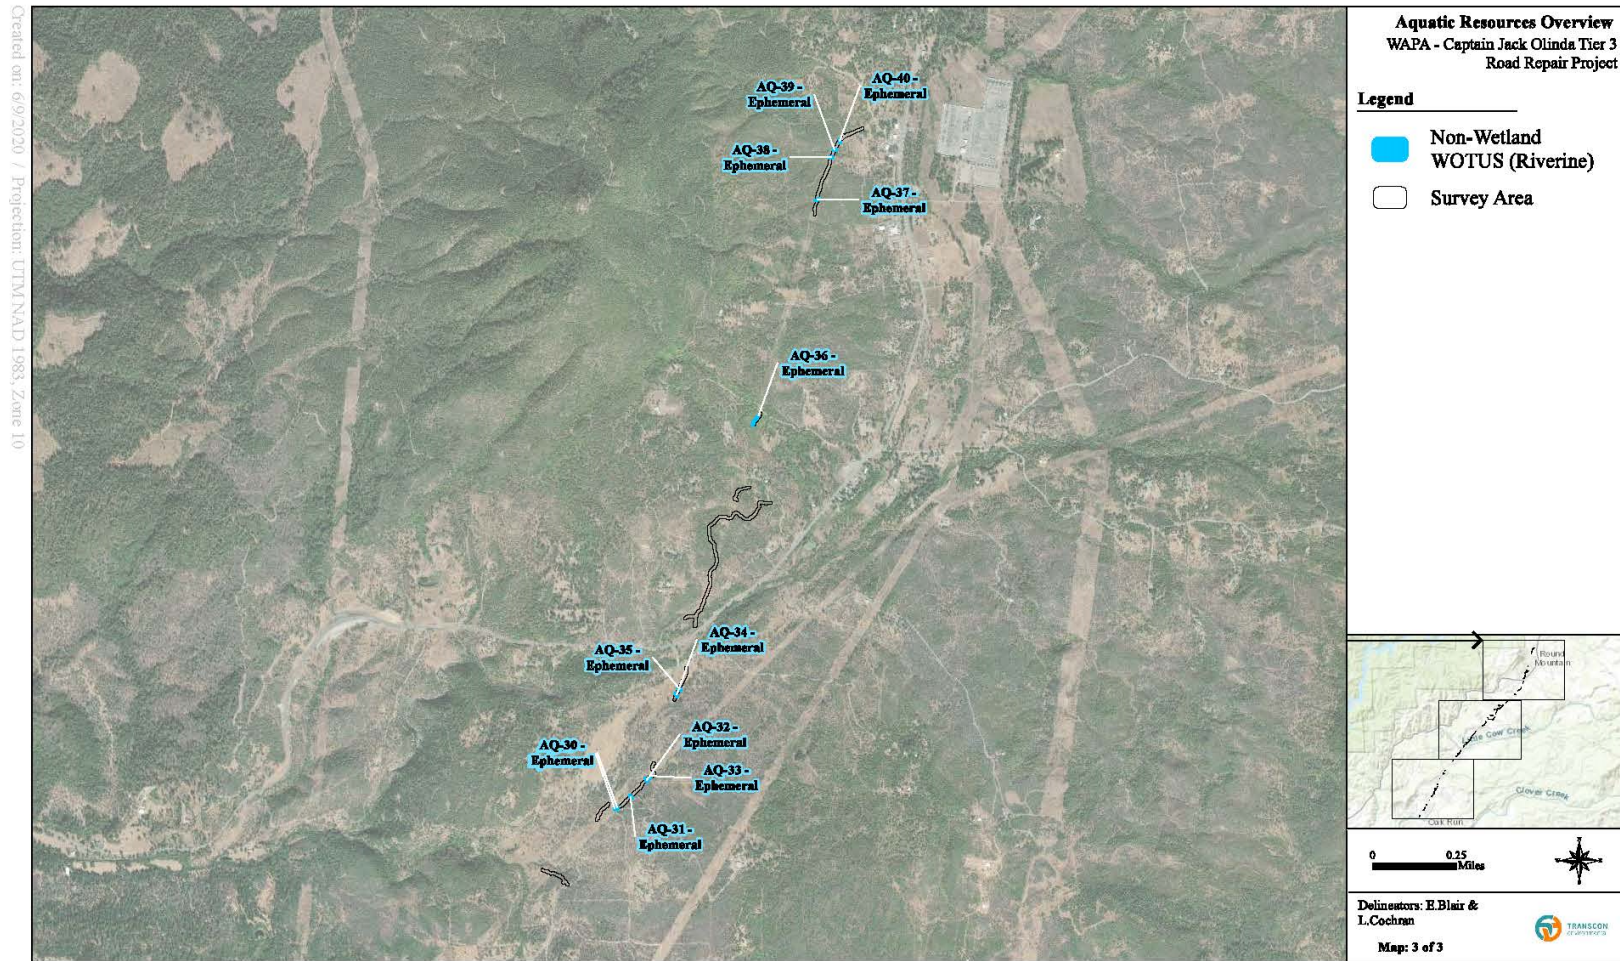 Created on: 6/9/2020 / Projection: UTM NAD 1983, Zone 10
AQ-39 -
Ephemeral
AQ-40 -
Ephemeral
AQ-38 -
Ephemeral
AQ-37 -
Ephemeral
AQ-36 -
Ephemeral
AQ-34 -
Ephemeral
AQ-35 -
Ephemeral
AQ-32 -
Ephemeral
AQ-30 -
Ephemeral
AQ-33 -
Ephemeral
AQ-31 -
Ephemeral
Aquatic Resources Overview
WAPA - Captain Jack Olinda Tier 3
Road Repair Project
Legend
Non-Wetland
WOTUS (Riverine)
Survey Area
Round
Mountain
Little Cow Creek
Clover Creek
Oak Run
0 0.25
Miles
Delineators: E.Blair &
L.Cochran
TRANSCON
Map: 3 of 3